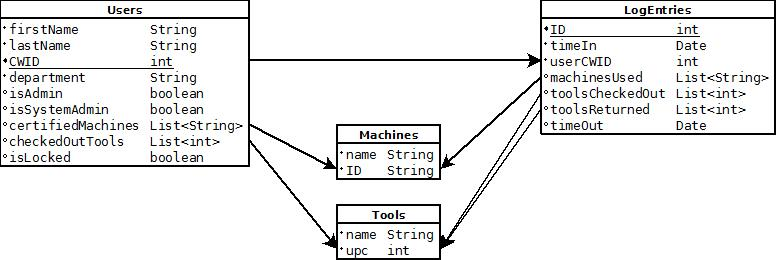 Users
firstName String
lastName String
CWID int
department String
isAdmin boolean
isSystemAdmin boolean
certifiedMachines List<String>
checkedOutTools List<int>
isLocked boolean
LogEntries
ID int
timeIn Date
userCWID int
machinesUsed List<String>
toolsCheckedOut List<int>
toolsReturned List<int>
timeOut Date
Machines
name String
ID String
Tools
name String
upc int